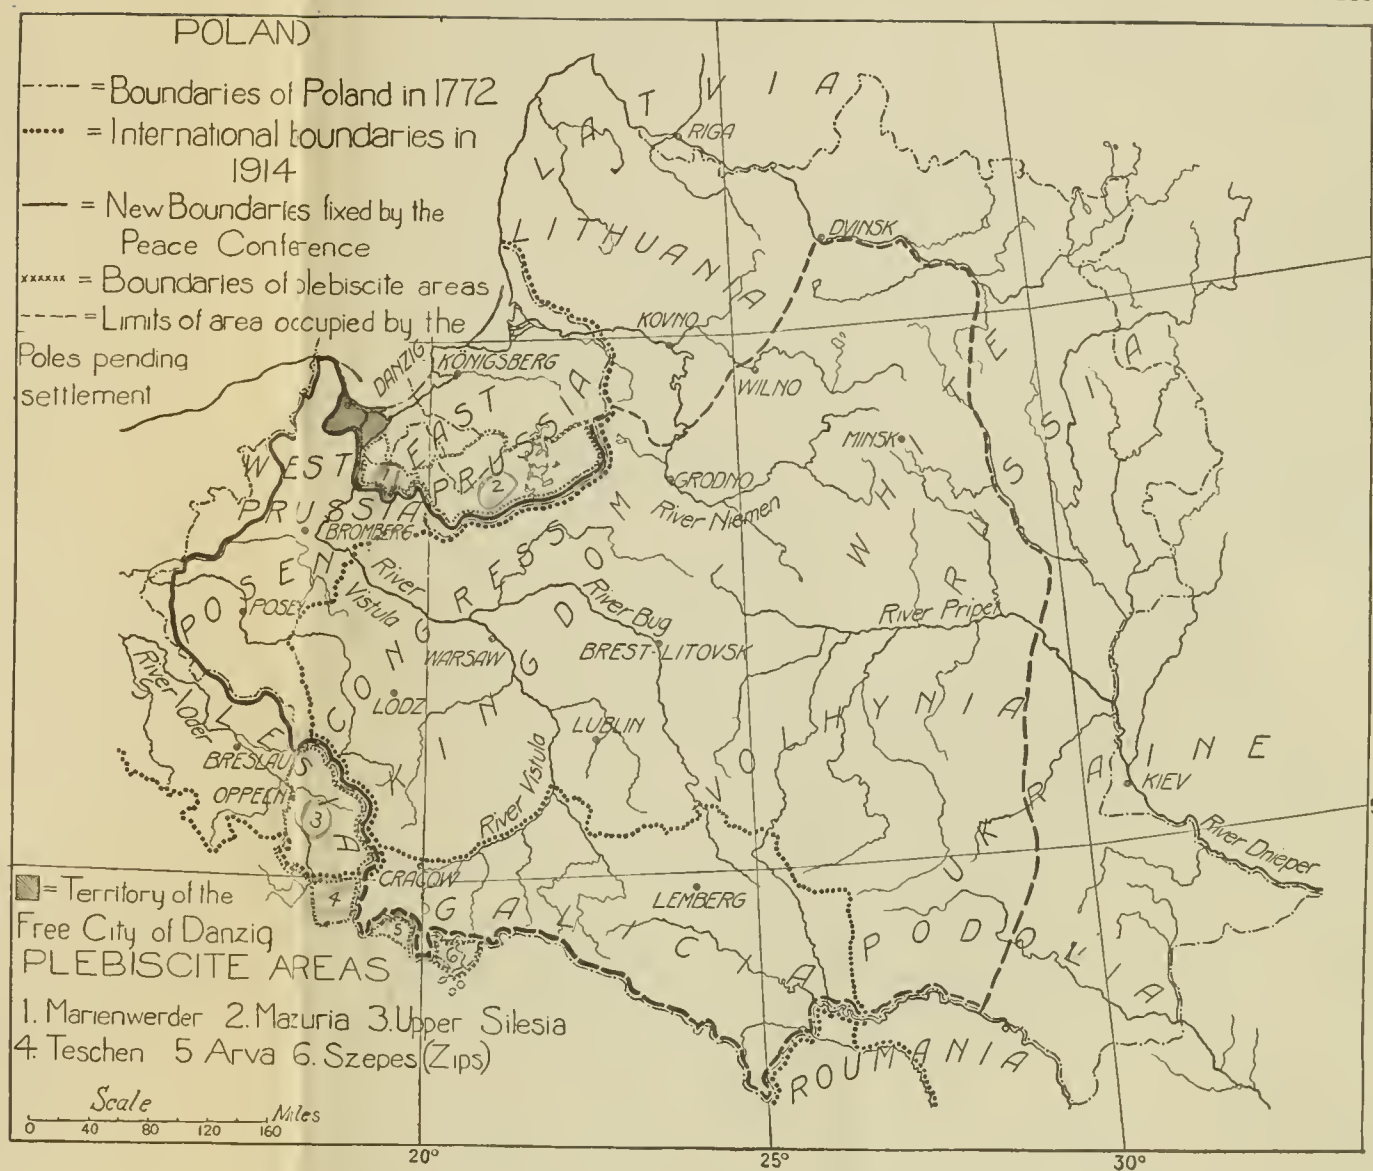 POLAND
= Boundaries of Poland in 1772
= International boundaries in
1914
= New Boundaries fixed by the
Peace Conference
= Boundaries of plebiscite areas
= Limits of area occupied by the
Poles pending
settlement
LATVIA
RIGA
LITHUANIA
DVINSK
KOVNO
WILNO
DANZIG
KÖNIGSBERG
EAST
PRUSSIA
1
2
WEST
PRUSSIA
BROMBERG
MINSK
GRODNO
River Niemen
WHITE
RUSSIA
POSEN
POSEN
River
Vistula
CONGRESS
KINGDOM
River Bug
River Pripet
WARSAW
BREST-LITOVSK
LODZ
LUBLIN
River Vistula
River Oder
BRESLAU
OPPELN
SILESIA
3
VOLHYNIA
UKRAINE
KIEV
River Dnieper
CRACOW
4
5
6
GALICIA
LEMBERG
PODOLIA
ROUMANIA
= Territory of the
Free City of Danzig
PLEBISCITE AREAS
1. Marienwerder 2. Mazuria 3. Upper Silesia
4. Teschen 5 Arva 6. Szepes (Zips)
Scale
Miles
0 40 80 120 160
20° 25° 30°